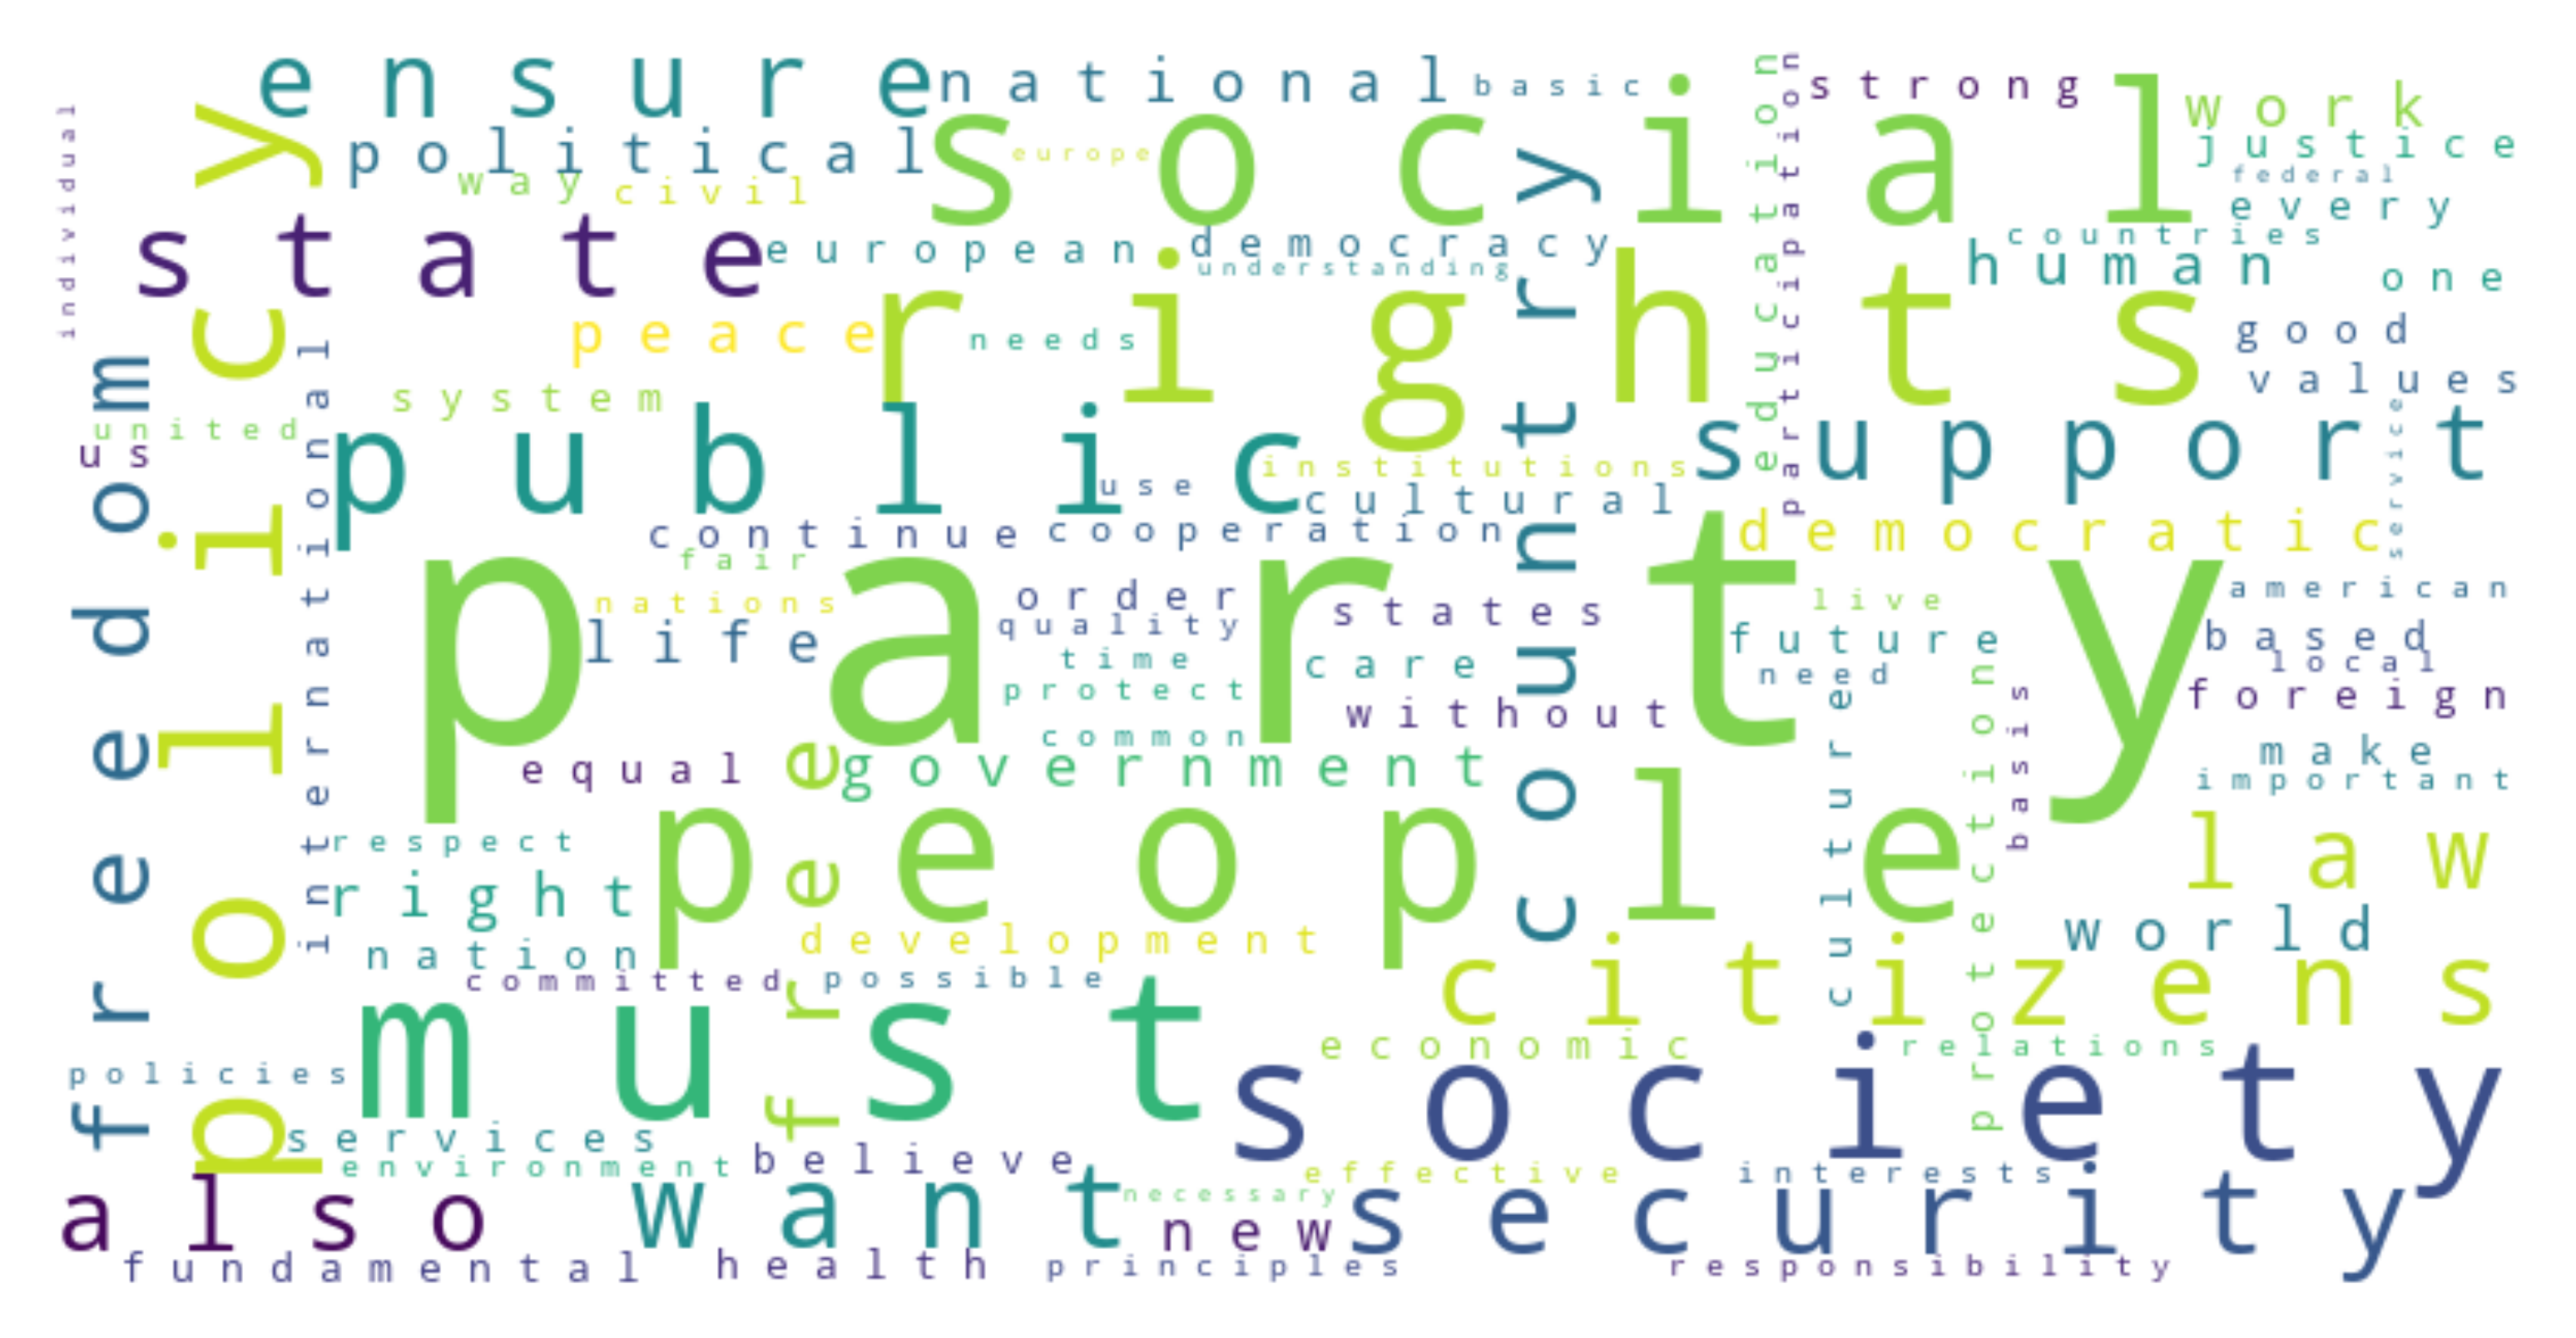 ensure
national
basic
strong
work
political
social
justice
way
civil
europe
federal
every
state
european
democracy
understanding
countries
human
one
individual
policy
peace
rights
needs
good
values
education
participation
country
freedom
system
united
us
international
public
institutions
use
cultural
support
service
continue
cooperation
democratic
fair
party
nations
life
order
quality
states
time
care
protect
without
common
live
future
need
american
based
local
foreign
make
important
equal
government
free
people
culture
protection
basis
law
respect
right
nation
development
world
committed
possible
citizens
must
economic
relations
policies
society
services
environment
believe
effective
interests
also
want
necessary
new
security
fundamental
health
principles
responsibility